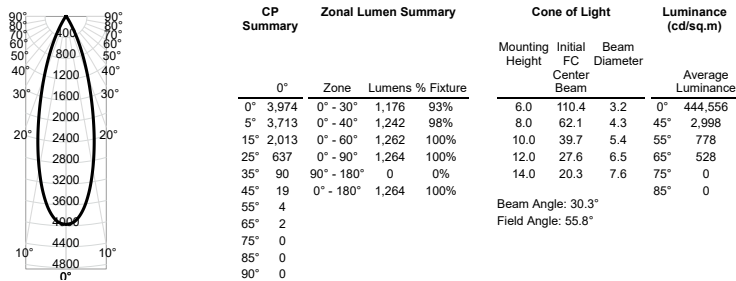 90° 90°
80° 80°
70° 70°
60° 400 60°
50° 800 50°
40° 1200 40°
30° 1600 30°
2000
20° 2400 20°
2800
3200
3600
4000
4400
10° 4800 10°
0°
CP Summary
0°
0° 3,974
5° 3,713
15° 2,013
25° 637
35° 90
45° 19
55° 4
65° 2
75° 0
85° 0
90° 0
Zonal Lumen Summary
Zone Lumens % Fixture
0° - 30° 1,176 93%
0° - 40° 1,242 98%
0° - 60° 1,262 100%
0° - 90° 1,264 100%
90° - 180° 0 0%
0° - 180° 1,264 100%
Cone of Light
Mounting Height Initial FC Center Beam Beam Diameter
6.0 110.4 3.2
8.0 62.1 4.3
10.0 39.7 5.4
12.0 27.6 6.5
14.0 20.3 7.6
Beam Angle: 30.3°
Field Angle: 55.8°
Luminance
(cd/sq.m)
Average
Luminance
0° 444,556
45° 2,998
55° 778
65° 528
75° 0
85° 0